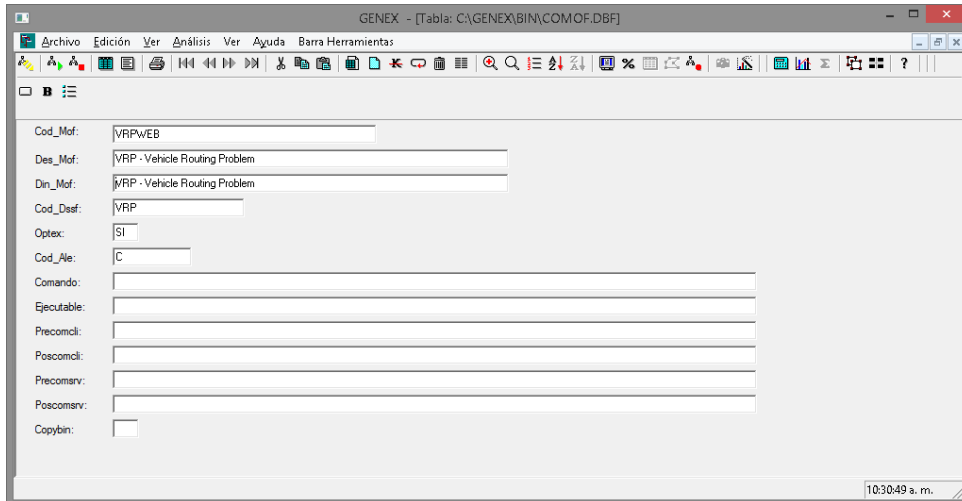 GENEX - [Tabla: C:\GENEX\BIN\COMOF.DBF]
Archivo Edición Ver Análisis Ver Ayuda Barra Herramientas
B
Cod_Mof: VRPWEB
Des_Mof: VRP - Vehicle Routing Problem
Din_Mof: VRP - Vehicle Routing Problem
Cod_Dssf: VRP
Optex: SI
Cod_Ale: C
Comando:
Ejecutable:
Precomcli:
Poscomcli:
Precomsrv:
Poscomsrv:
Copybin:
10:30:49 a. m.